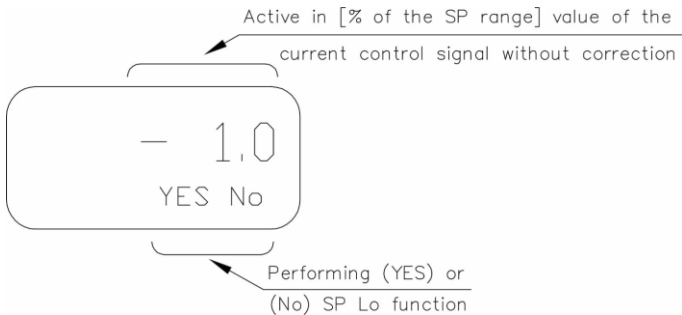 Active in [% of the SP range] value of the
current control signal without correction
- 1.0
YES No
Performing (YES) or
(No) SP Lo function